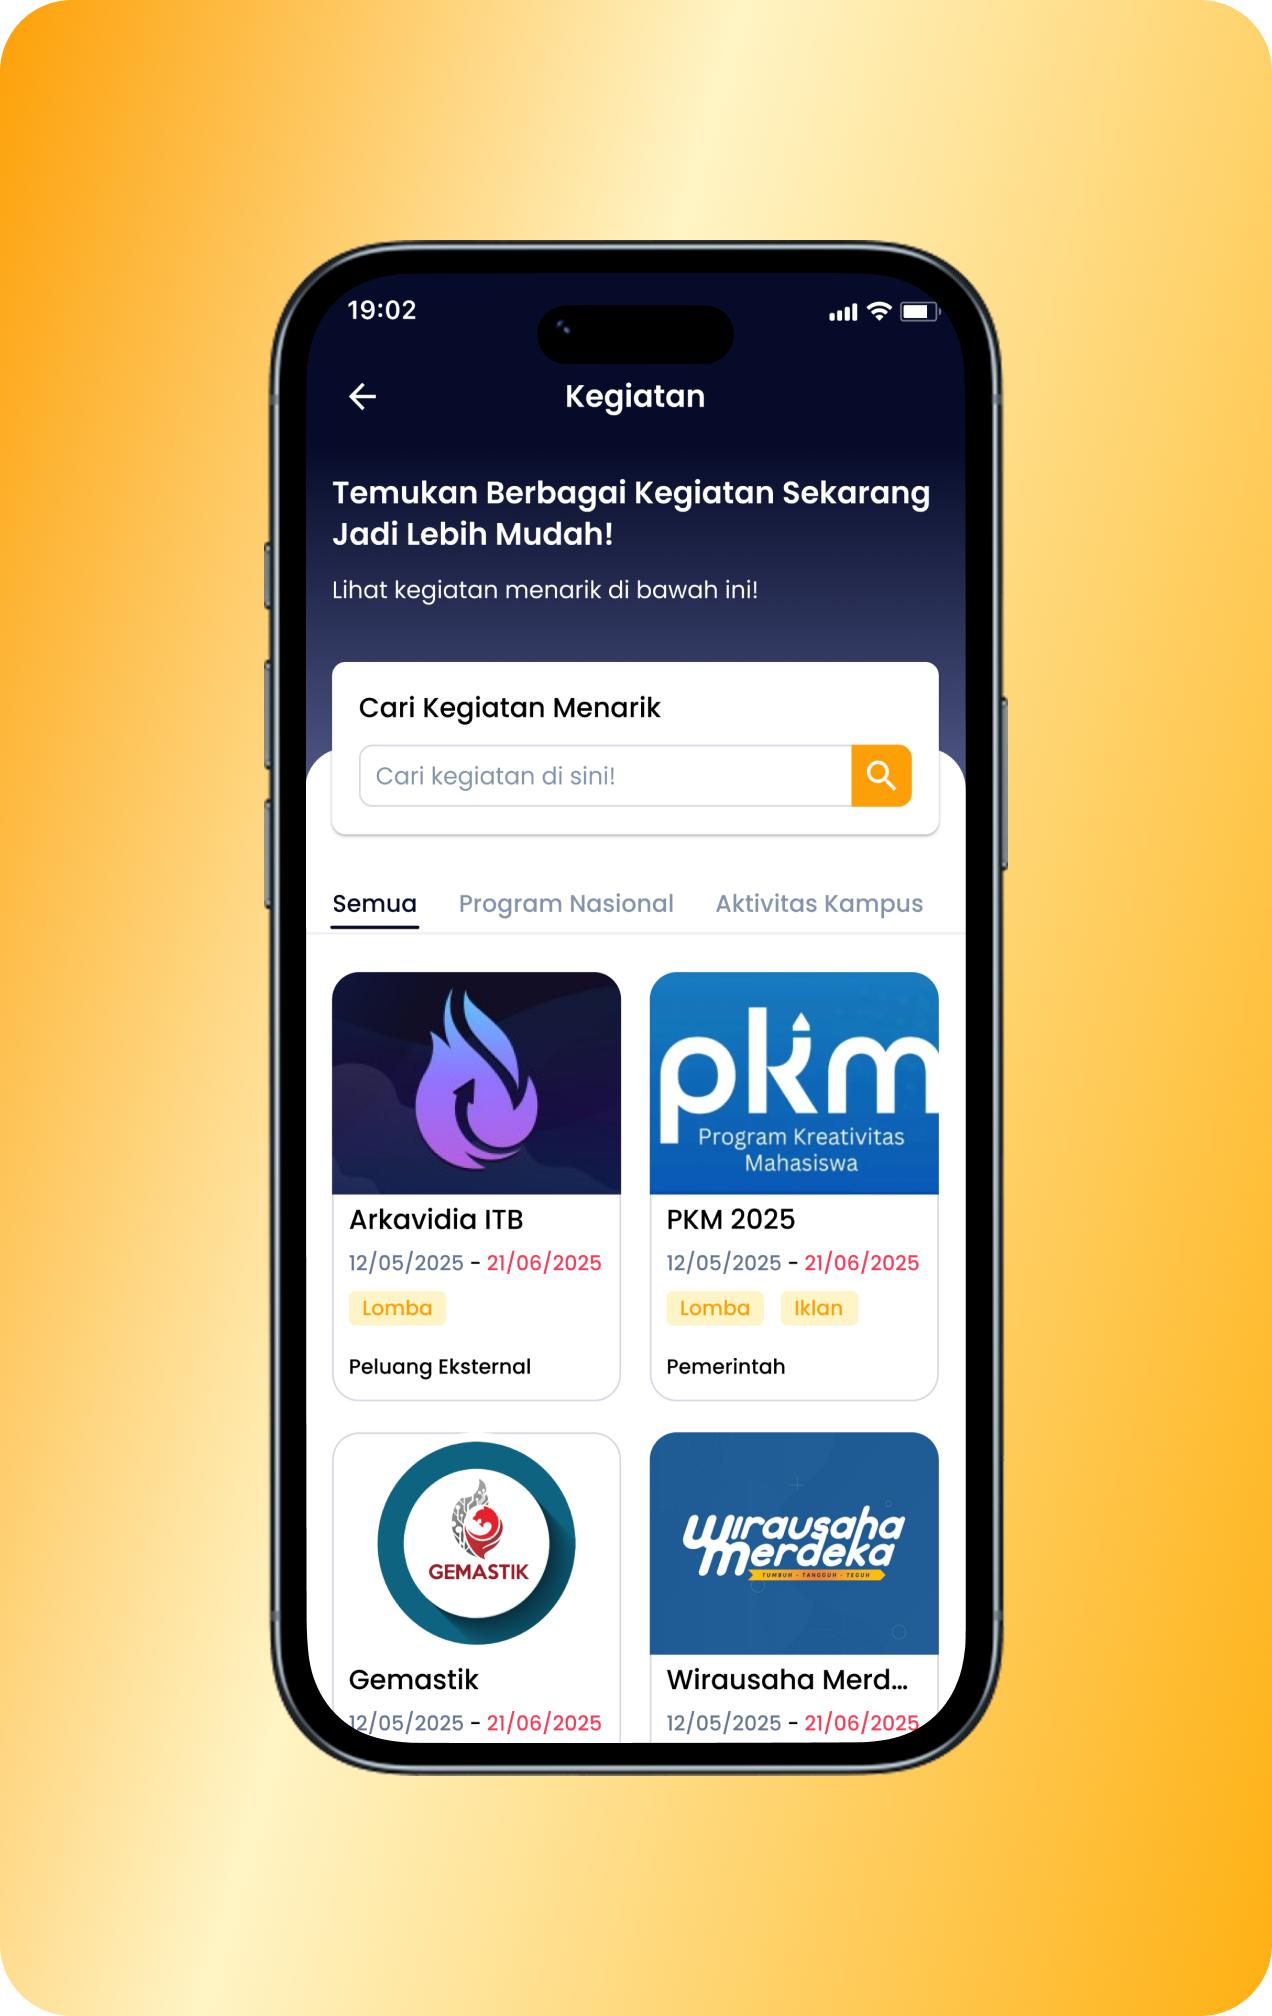 19:02
Kegiatan
Temukan Berbagai Kegiatan Sekarang
Jadi Lebih Mudah!
Lihat kegiatan menarik di bawah ini!
Cari Kegiatan Menarik
Cari kegiatan di sini!
Semua Program Nasional Aktivitas Kampus
pkm
Program Kreativitas
Mahasiswa
Arkavidia ITB
12/05/2025 - 21/06/2025
Lomba
Peluang Eksternal
PKM 2025
12/05/2025 - 21/06/2025
Lomba Iklan
Pemerintah
GEMASTIK
Gemastik
12/05/2025 - 21/06/2025
Wirausaha
Merdeka
TUMBUH - TANGGUH - TEGUH
Wirausaha Merd...
12/05/2025 - 21/06/2025